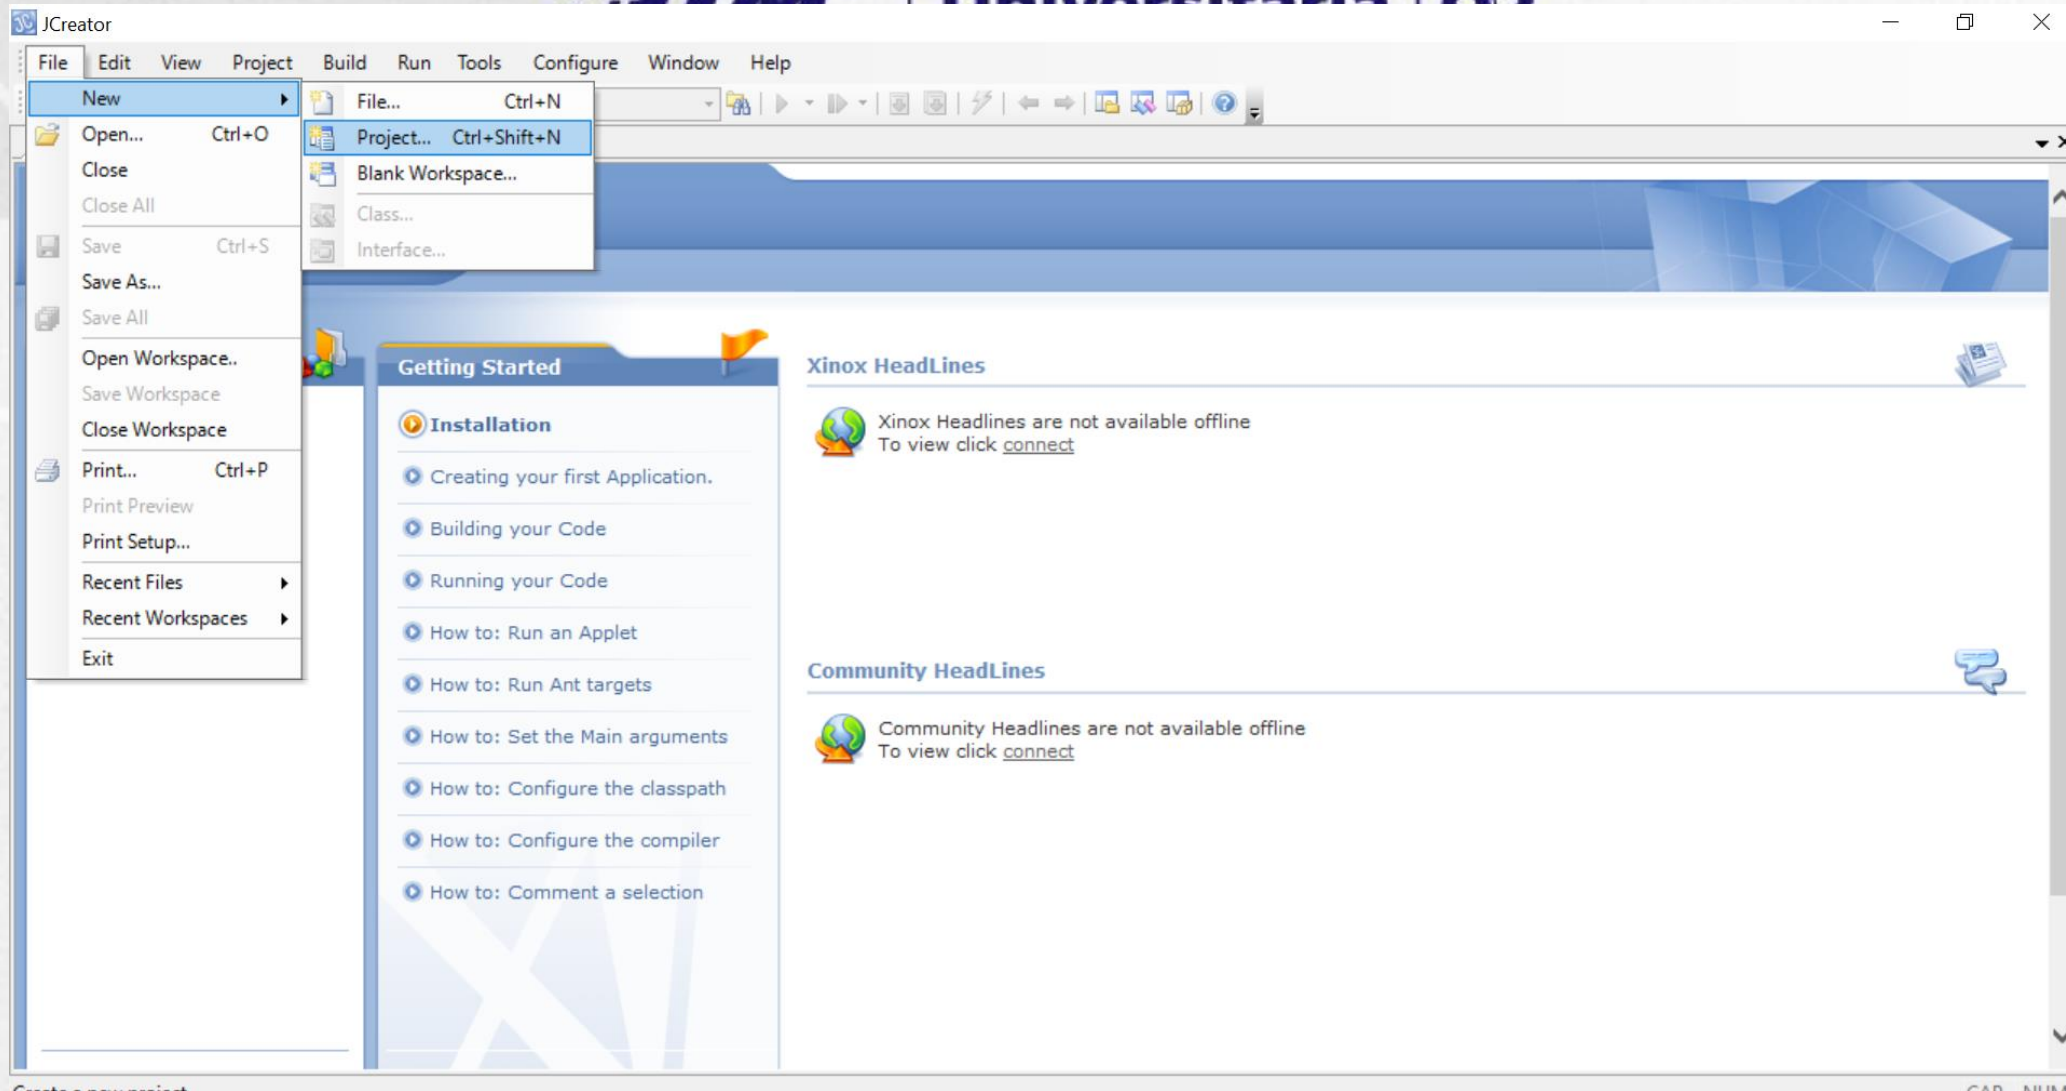 JCreator
File Edit View Project Build Run Tools Configure Window Help
New
Open... Ctrl+O
Close
Close All
Save Ctrl+S
Save As...
Save All
Open Workspace..
Save Workspace
Close Workspace
Print... Ctrl+P
Print Preview
Print Setup...
Recent Files
Recent Workspaces
Exit
File... Ctrl+N
Project... Ctrl+Shift+N
Blank Workspace...
Class...
Interface...
Getting Started
Installation
Creating your first Application.
Building your Code
Running your Code
How to: Run an Applet
How to: Run Ant targets
How to: Set the Main arguments
How to: Configure the classpath
How to: Configure the compiler
How to: Comment a selection
Xinox HeadLines
Xinox Headlines are not available offline
To view click connect
Community HeadLines
Community Headlines are not available offline
To view click connect
Create a new project
CAP NUM